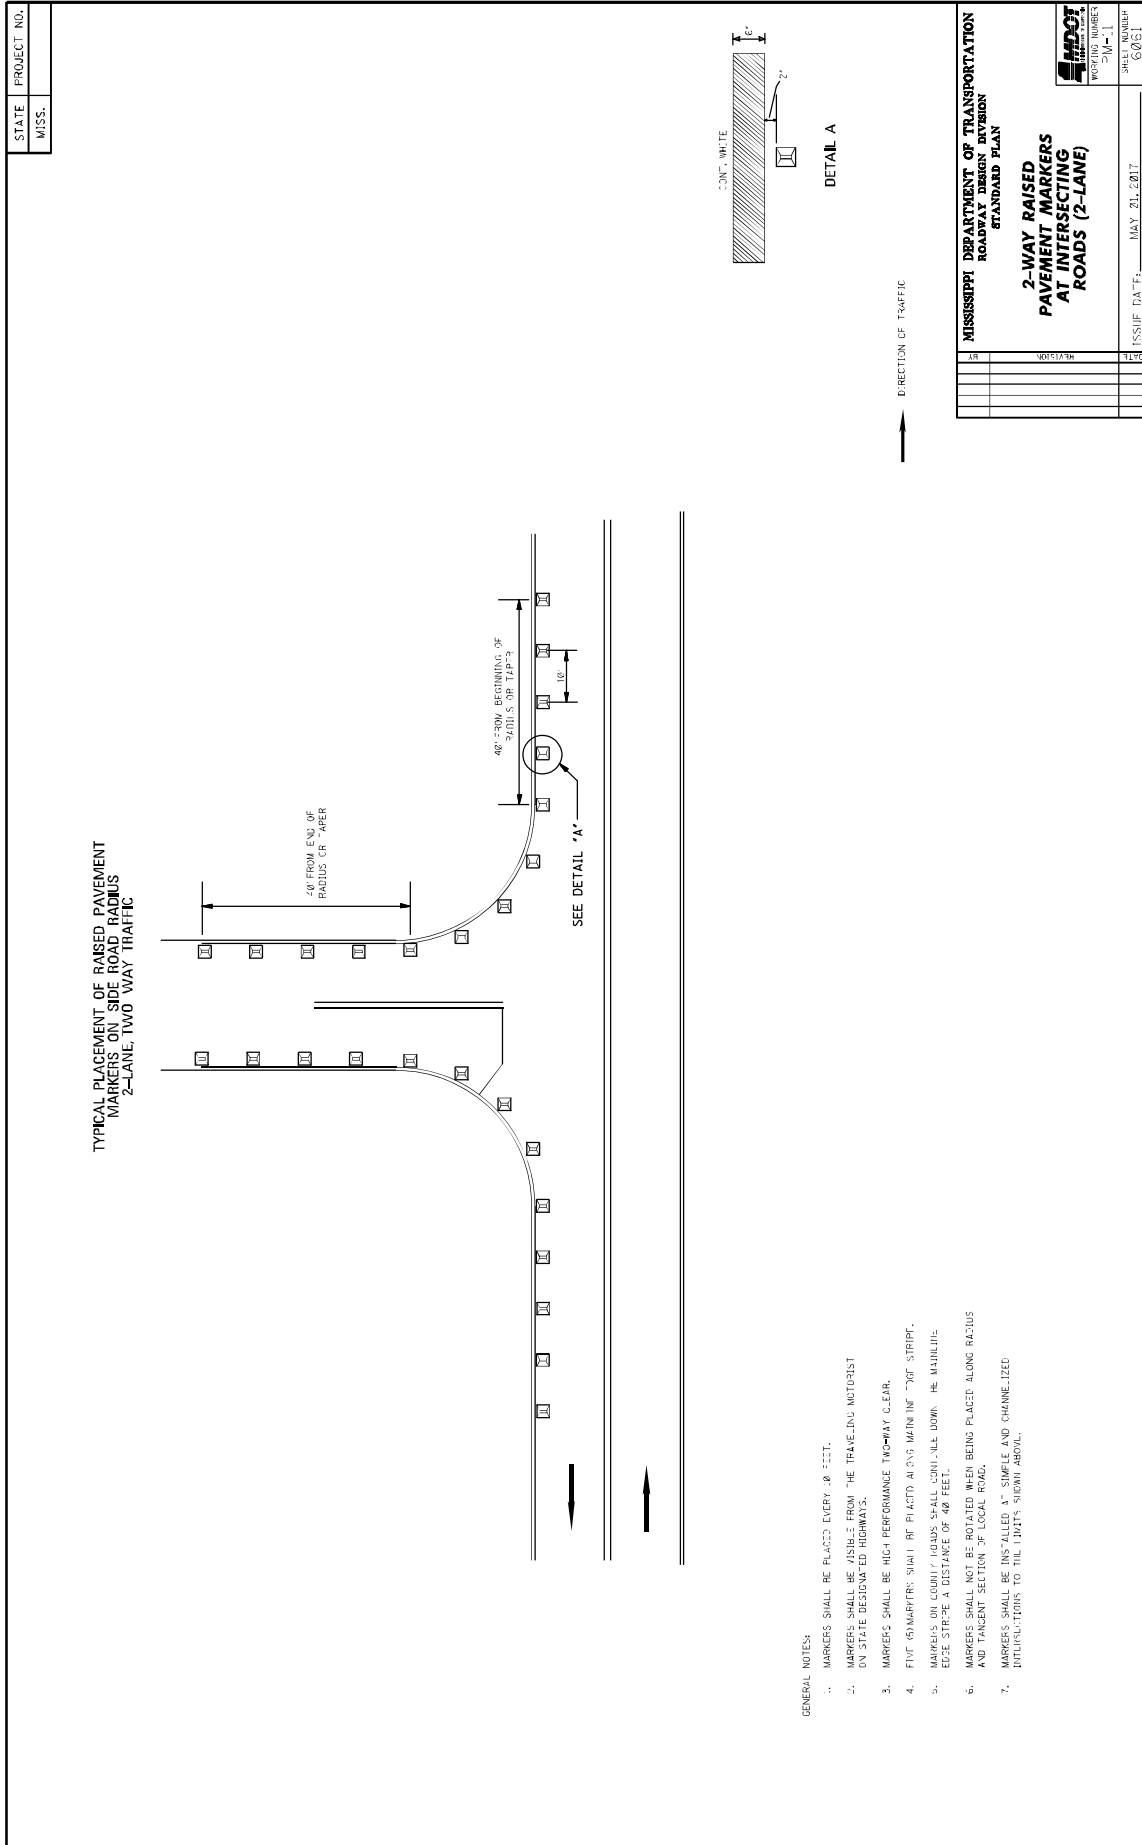 STATE PROJECT NO.
MISS.
TYPICAL PLACEMENT OF RAISED PAVEMENT
MARKERS ON SIDE ROAD RADIUS
2-LANE, TWO WAY TRAFFIC
40' FROM END OF
RADIUS OR TAPER
40' FROM BEGINNING OF
RADIUS OR TAPER
10'
SEE DETAIL "A"
CONT. WHITE
6"
2"
DETAIL A
DIRECTION OF TRAFFIC
GENERAL NOTES:
1. MARKERS SHALL BE PLACED EVERY 10 FEET.
2. MARKERS SHALL BE VISIBLE FROM THE TRAVELING MOTORIST
ON STATE DESIGNATED HIGHWAYS.
3. MARKERS SHALL BE HIGH PERFORMANCE TWO-WAY CLEAR.
4. FIVE (5) MARKERS SHALL BE PLACED ALONG MAINLINE EDGE STRIPE.
5. MARKERS ON COUNTY ROADS SHALL CONTINUE DOWN THE MAINLINE
EDGE STRIPE A DISTANCE OF 40 FEET.
6. MARKERS SHALL NOT BE ROTATED WHEN BEING PLACED ALONG RADIUS
AND TANGENT SECTION OF LOCAL ROAD.
7. MARKERS SHALL BE INSTALLED AT SIMPLE AND CHANNELIZED
INTERSECTIONS TO THE LIMITS SHOWN ABOVE.
BY
REVISION
DATE
MISSISSIPPI DEPARTMENT OF TRANSPORTATION
ROADWAY DESIGN DIVISION
STANDARD PLAN
2-WAY RAISED
PAVEMENT MARKERS
AT INTERSECTING
ROADS (2-LANE)
ISSUE DATE: MAY 01, 2017
MDOT
WORKING NUMBER
PM-11
SHEET NUMBER
6061